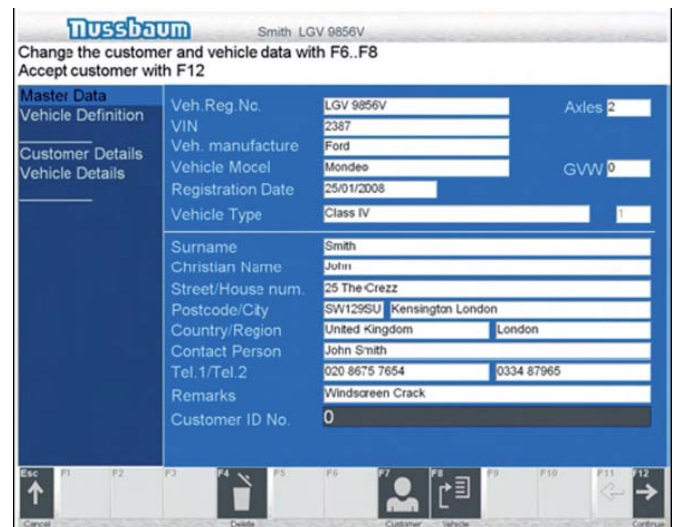 Nussbaum Smith LGV 9856V
Change the customer and vehicle data with F6..F8
Accept customer with F12
Master Data
Vehicle Definition
Customer Details
Vehicle Details
Veh.Reg.No. LGV 9856V Axles 2
VIN 2387
Veh. manufacture Ford
Vehicle Mocel Mondeo GVW 0
Registration Date 25/01/2008
Vehicle Type Class IV 1
Surname Smith
Christian Name John
Street/House num. 25 The Crezz
Postcode/City SW129SU Kensington London
Country/Region United Kingdom London
Contact Person John Smith
Tel.1/Tel.2 020 8675 7654 0334 87965
Remarks Windscreen Crack
Customer ID No. 0
Esc F1 F2 F3 F4 F5 F6 F7 F8 F9 F10 F11 F12
Cancel Delete Customer Vehicle Continue